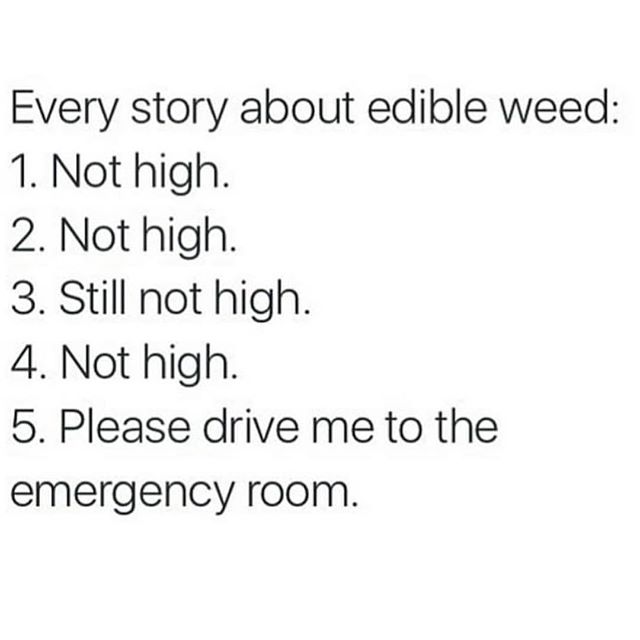 Every story about edible weed:
1. Not high.
2. Not high.
3. Still not high.
4. Not high.
5. Please drive me to the
emergency room.